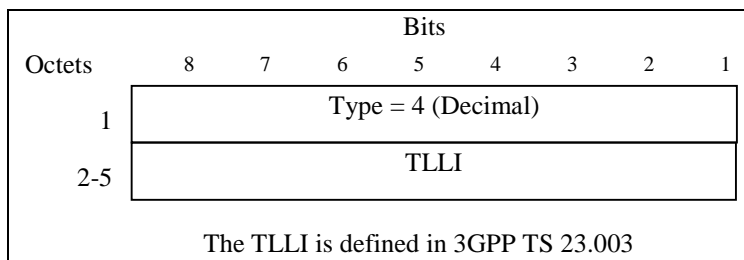 Bits
Octets 8 7 6 5 4 3 2 1
1 Type = 4 (Decimal)
2-5 TLLI
The TLLI is defined in 3GPP TS 23.003